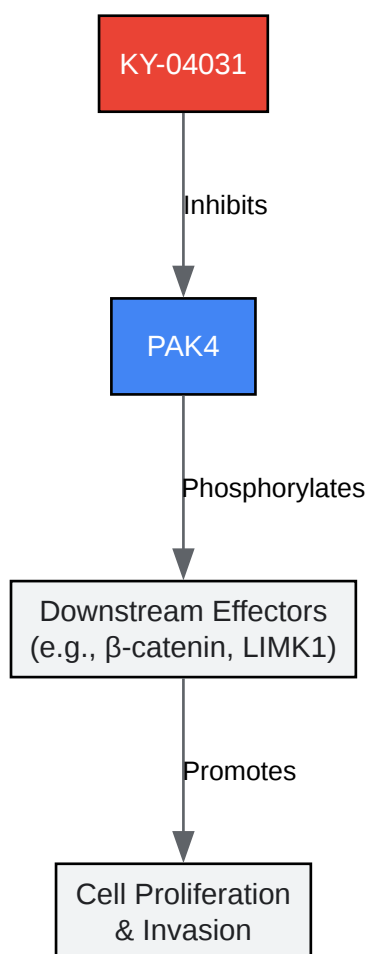 KY-04031
Inhibits
PAK4
Phosphorylates
Downstream Effectors
(e.g., β-catenin, LIMK1)
Promotes
Cell Proliferation
& Invasion